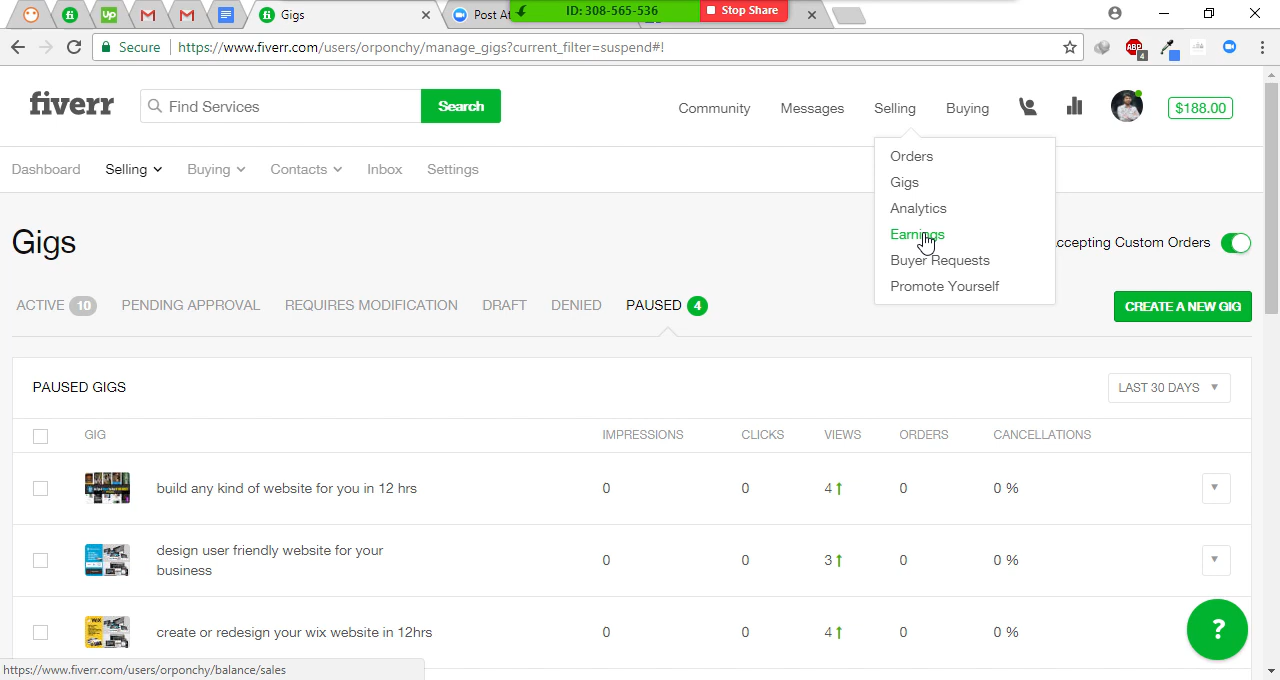 Gigs
Post At
ID: 308-565-536
Stop Share
Secure
https://www.fiverr.com/users/orponchy/manage_gigs?current_filter=suspend#!
fiverr
Find Services
Search
Community
Messages
Selling
Buying
$188.00
Dashboard
Selling
Buying
Contacts
Inbox
Settings
Orders
Gigs
Analytics
Earnings
Buyer Requests
Promote Yourself
Gigs
ccepting Custom Orders
ACTIVE 10
PENDING APPROVAL
REQUIRES MODIFICATION
DRAFT
DENIED
PAUSED 4
CREATE A NEW GIG
PAUSED GIGS
LAST 30 DAYS
GIG
IMPRESSIONS
CLICKS
VIEWS
ORDERS
CANCELLATIONS
build any kind of website for you in 12 hrs
0
0
4
0
0 %
design user friendly website for your
business
0
0
3
0
0 %
create or redesign your wix website in 12hrs
0
0
4
0
0 %
?
https://www.fiverr.com/users/orponchy/balance/sales